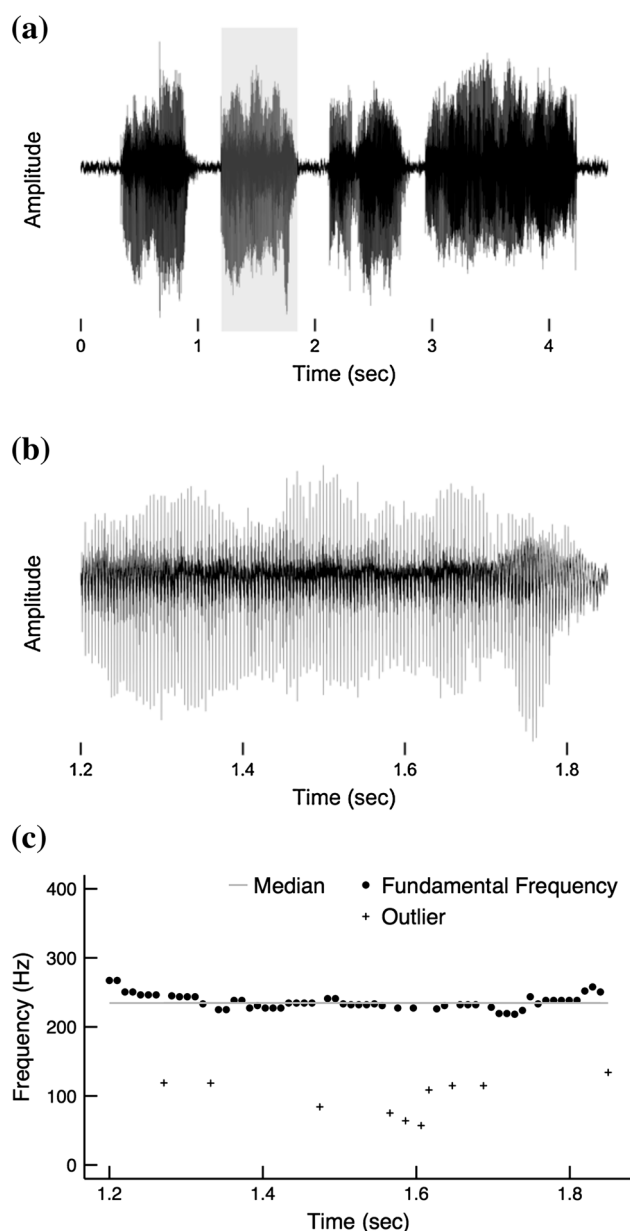 (a)
Amplitude
0 1 2 3 4
Time (sec)
(b)
Amplitude
1.2 1.4 1.6 1.8
Time (sec)
(c)
Median Fundamental Frequency
Outlier
Frequency (Hz)
400
300
200
100
0
1.2 1.4 1.6 1.8
Time (sec)